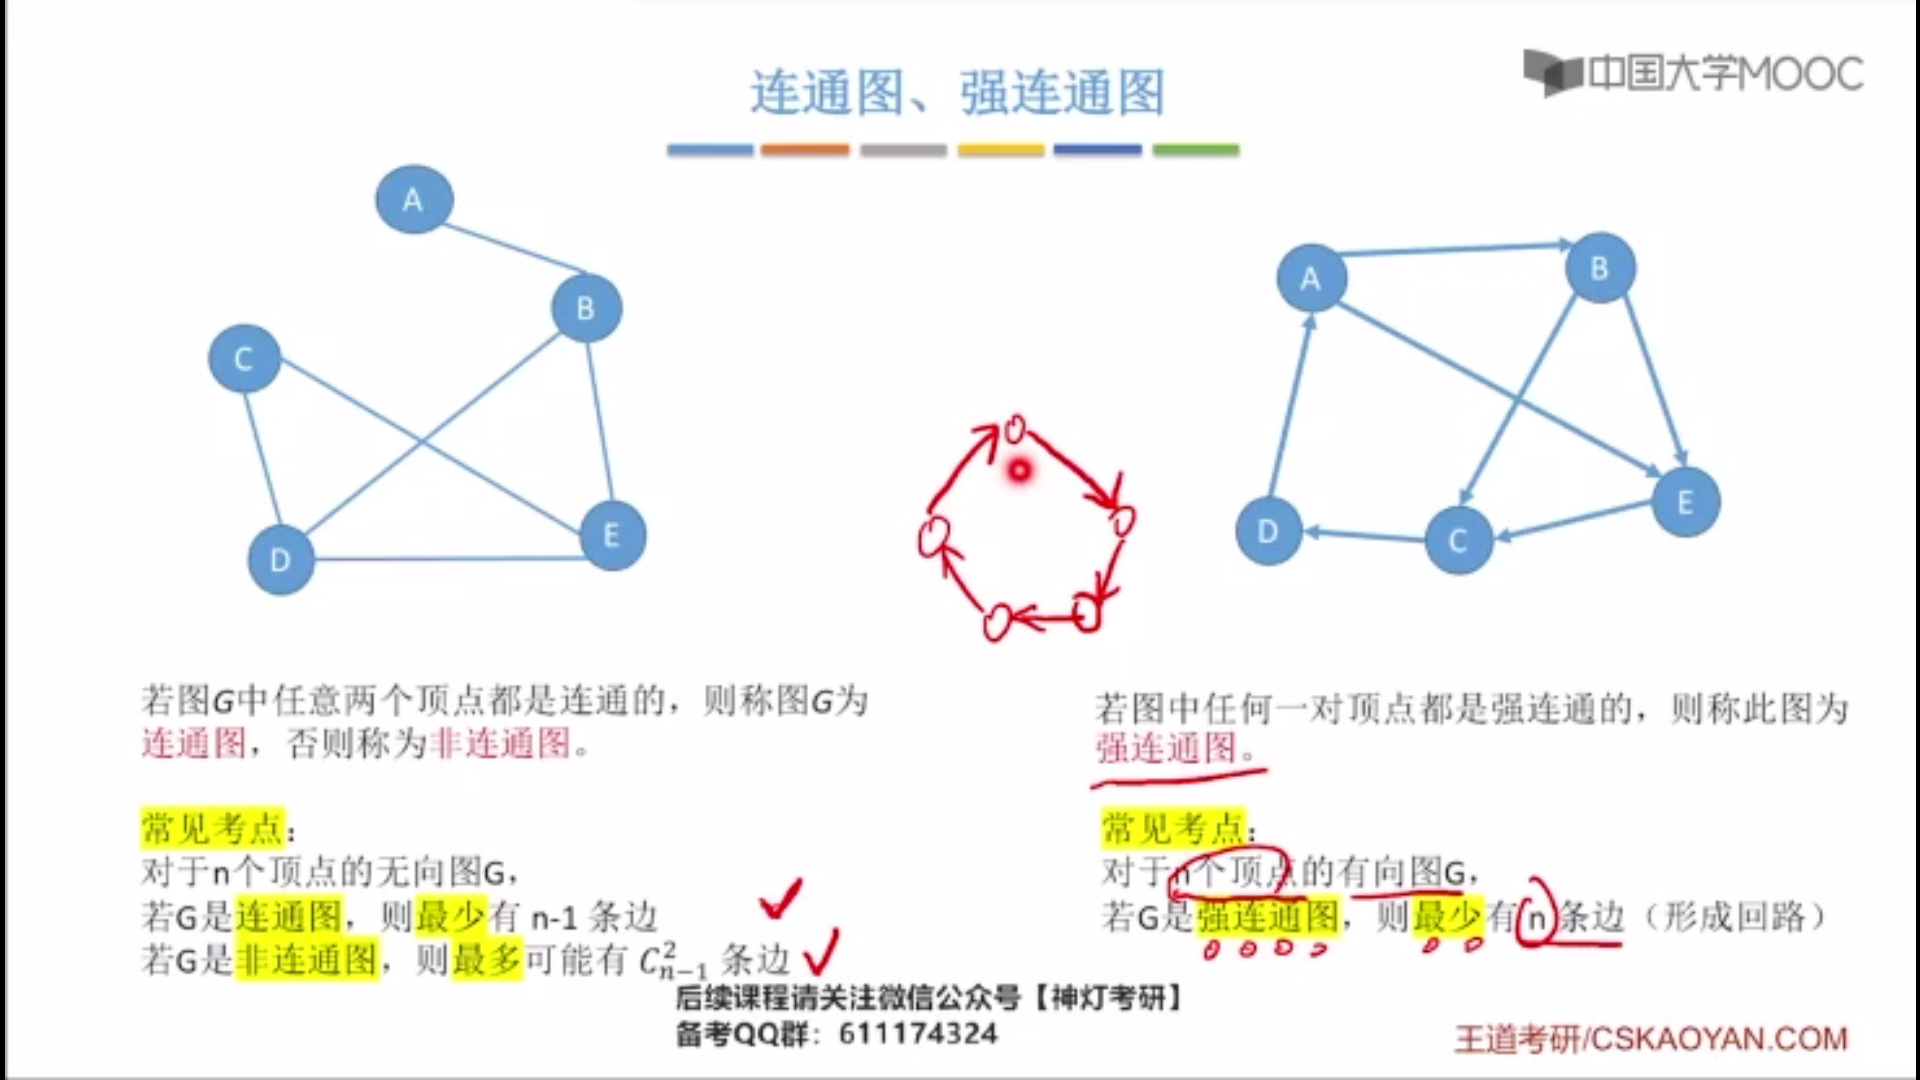 连通图、强连通图
中国大学MOOC
A
B
C
D
E
A
B
C
D
E
若图G中任意两个顶点都是连通的，则称图G为
连通图，否则称为非连通图。
常见考点：
对于n个顶点的无向图G，
若G是连通图，则最少有 n-1 条边
若G是非连通图，则最多可能有 C²ₙ₋₁ 条边
若图中任何一对顶点都是强连通的，则称此图为
强连通图。
常见考点：
对于n个顶点的有向图G，
若G是强连通图，则最少有 n 条边（形成回路）
后续课程请关注微信公众号【神灯考研】
备考QQ群：611174324
王道考研/CSKAOYAN.COM